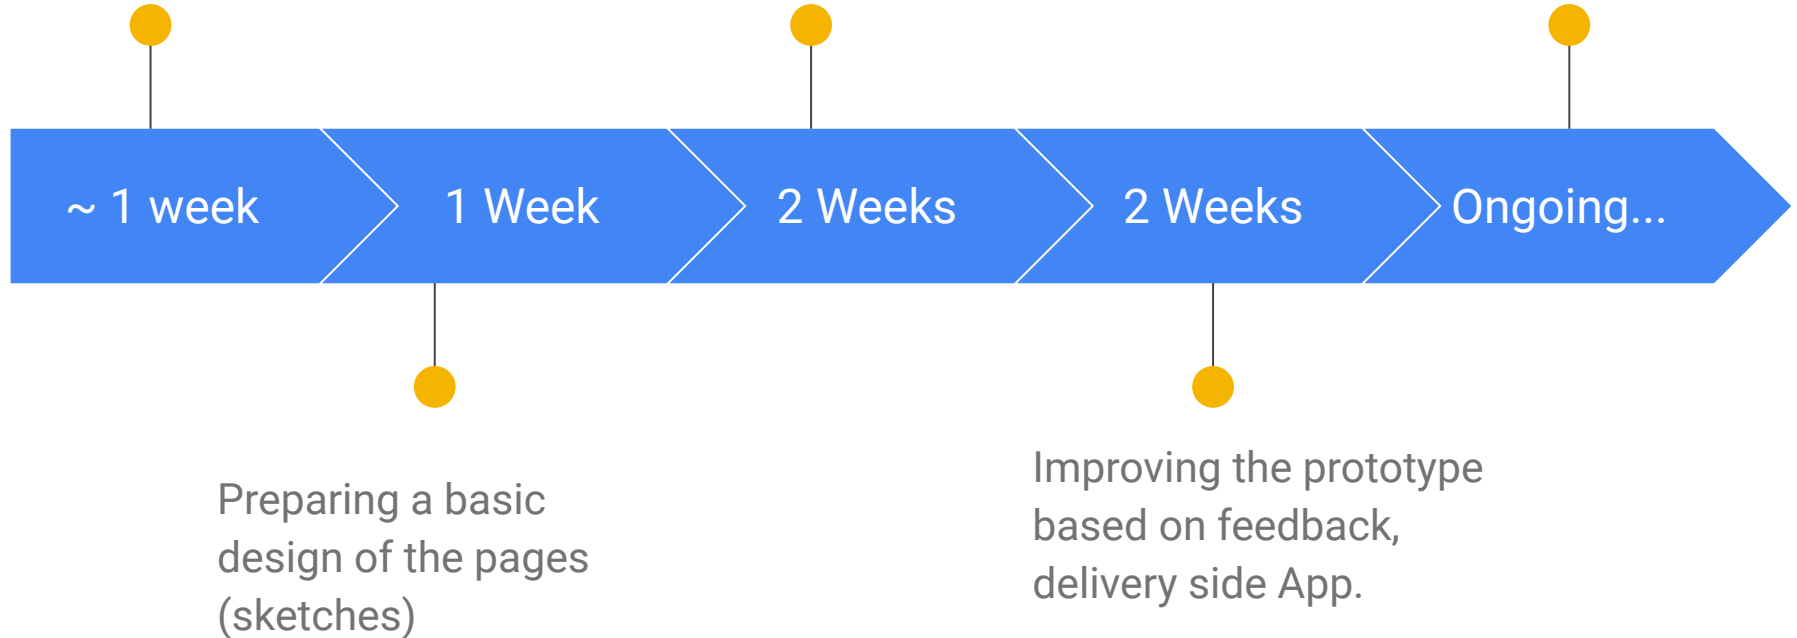 ~ 1 week
1 Week
2 Weeks
2 Weeks
Ongoing...
Preparing a basic
design of the pages
(sketches)
Improving the prototype
based on feedback,
delivery side App.